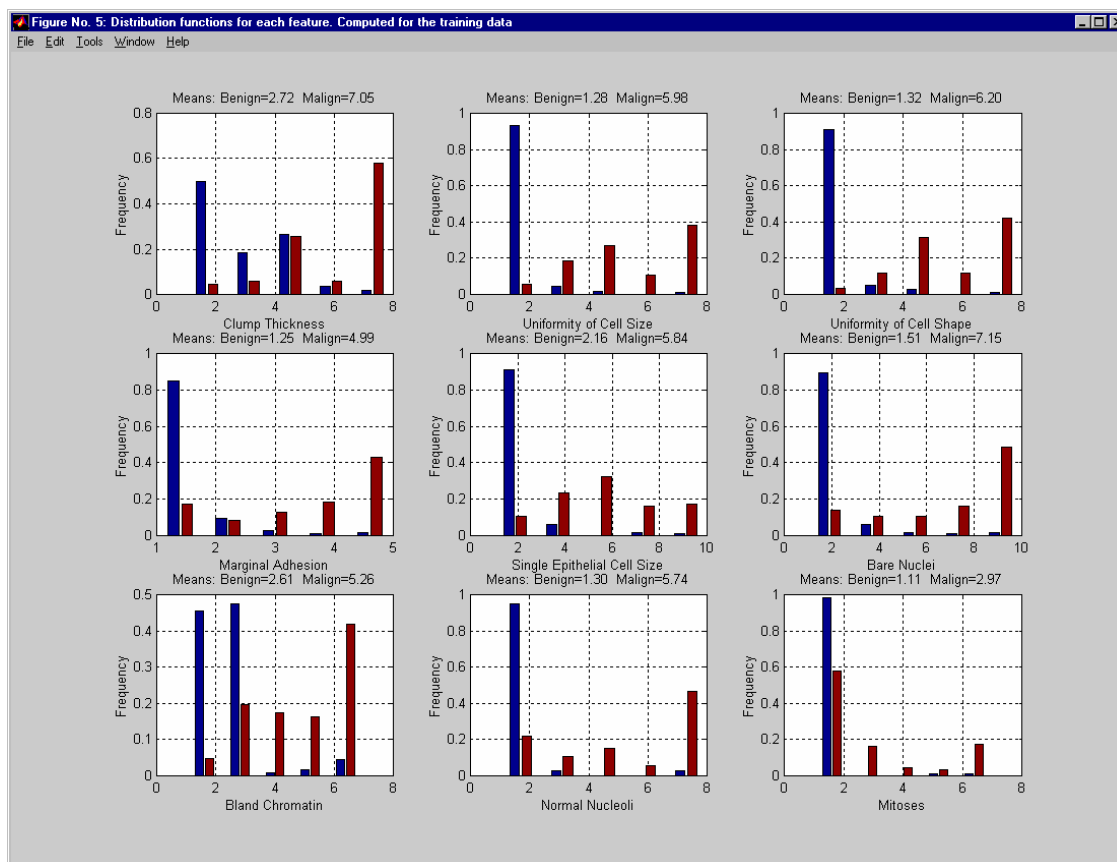 Figure No. 5: Distribution functions for each feature. Computed for the training data
File Edit Tools Window Help
Means: Benign=2.72 Malign=7.05
0.8
0.6
0.4
0.2
0
Frequency
0 2 4 6 8
Clump Thickness
Means: Benign=1.28 Malign=5.98
1
0.8
0.6
0.4
0.2
0
Frequency
0 2 4 6 8
Uniformity of Cell Size
Means: Benign=1.32 Malign=6.20
1
0.8
0.6
0.4
0.2
0
Frequency
0 2 4 6 8
Uniformity of Cell Shape
Means: Benign=1.25 Malign=4.99
1
0.8
0.6
0.4
0.2
0
Frequency
1 2 3 4 5
Marginal Adhesion
Means: Benign=2.16 Malign=5.84
1
0.8
0.6
0.4
0.2
0
Frequency
0 2 4 6 8 10
Single Epithelial Cell Size
Means: Benign=1.51 Malign=7.15
1
0.8
0.6
0.4
0.2
0
Frequency
0 2 4 6 8 10
Bare Nuclei
Means: Benign=2.61 Malign=5.26
0.5
0.4
0.3
0.2
0.1
0
Frequency
0 2 4 6 8
Bland Chromatin
Means: Benign=1.30 Malign=5.74
1
0.8
0.6
0.4
0.2
0
Frequency
0 2 4 6 8
Normal Nucleoli
Means: Benign=1.11 Malign=2.97
1
0.8
0.6
0.4
0.2
0
Frequency
0 2 4 6 8
Mitoses